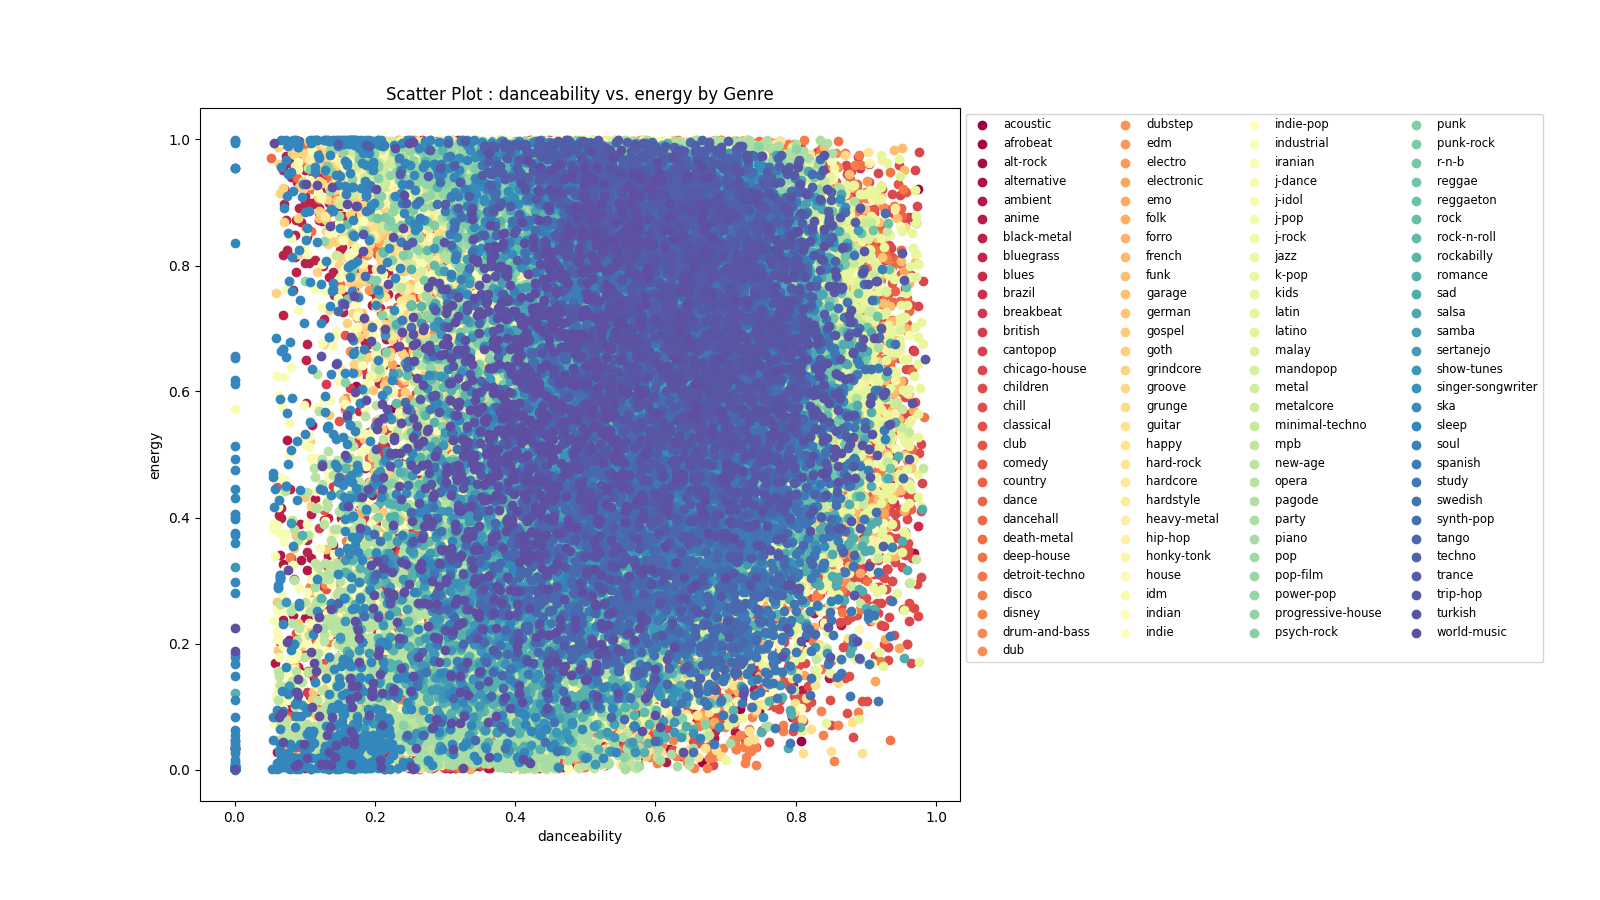 Scatter Plot : danceability vs. energy by Genre
1.0
0.8
0.6
0.4
0.2
0.0
energy
0.0 0.2 0.4 0.6 0.8 1.0
danceability
acoustic
afrobeat
alt-rock
alternative
ambient
anime
black-metal
bluegrass
blues
brazil
breakbeat
british
cantopop
chicago-house
children
chill
classical
club
comedy
country
dance
dancehall
death-metal
deep-house
detroit-techno
disco
disney
drum-and-bass
dub
dubstep
edm
electro
electronic
emo
folk
forro
french
funk
garage
german
gospel
goth
grindcore
groove
grunge
guitar
happy
hard-rock
hardcore
hardstyle
heavy-metal
hip-hop
honky-tonk
house
idm
indian
indie
indie-pop
industrial
iranian
j-dance
j-idol
j-pop
j-rock
jazz
k-pop
kids
latin
latino
malay
mandopop
metal
metalcore
minimal-techno
mpb
new-age
opera
pagode
party
piano
pop
pop-film
power-pop
progressive-house
psych-rock
punk
punk-rock
r-n-b
reggae
reggaeton
rock
rock-n-roll
rockabilly
romance
sad
salsa
samba
sertanejo
show-tunes
singer-songwriter
ska
sleep
soul
spanish
study
swedish
synth-pop
tango
techno
trance
trip-hop
turkish
world-music